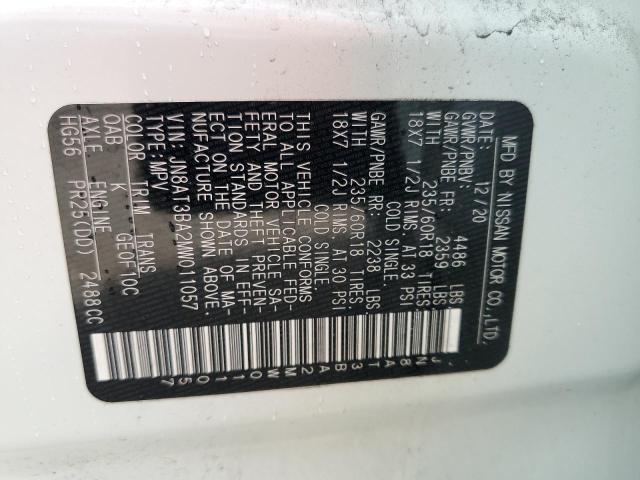 MFD BY NISSAN MOTOR CO.,LTD.
DATE: 12/20
GVWR/PNBV: 4486 LBS
GAWR/PNBE FR: 2359 LBS
WITH 235/60R18 TIRES
18X7 1/2J RIMS AT 33 PSI
COLD SINGLE.
GAWR/PNBE RR: 2238 LBS
WITH 235/60R18 TIRES
18X7 1/2J RIMS AT 30 PSI
COLD SINGLE.
THIS VEHICLE CONFORMS
TO ALL APPLICABLE FED-
ERAL MOTOR VEHICLE SA-
FETY AND THEFT PREVEN-
TION STANDARDS IN EFF-
ECT ON THE DATE OF MA-
NUFACTURE SHOWN ABOVE.
VIN: JN8AT3BA2MW011057
TYPE: MPV
COLOR TRIM TRANS
QAB K GE0F10C
AXLE ENGINE
HG56 PR25(DD) 2488CC
JN8AT3BA2MW011057